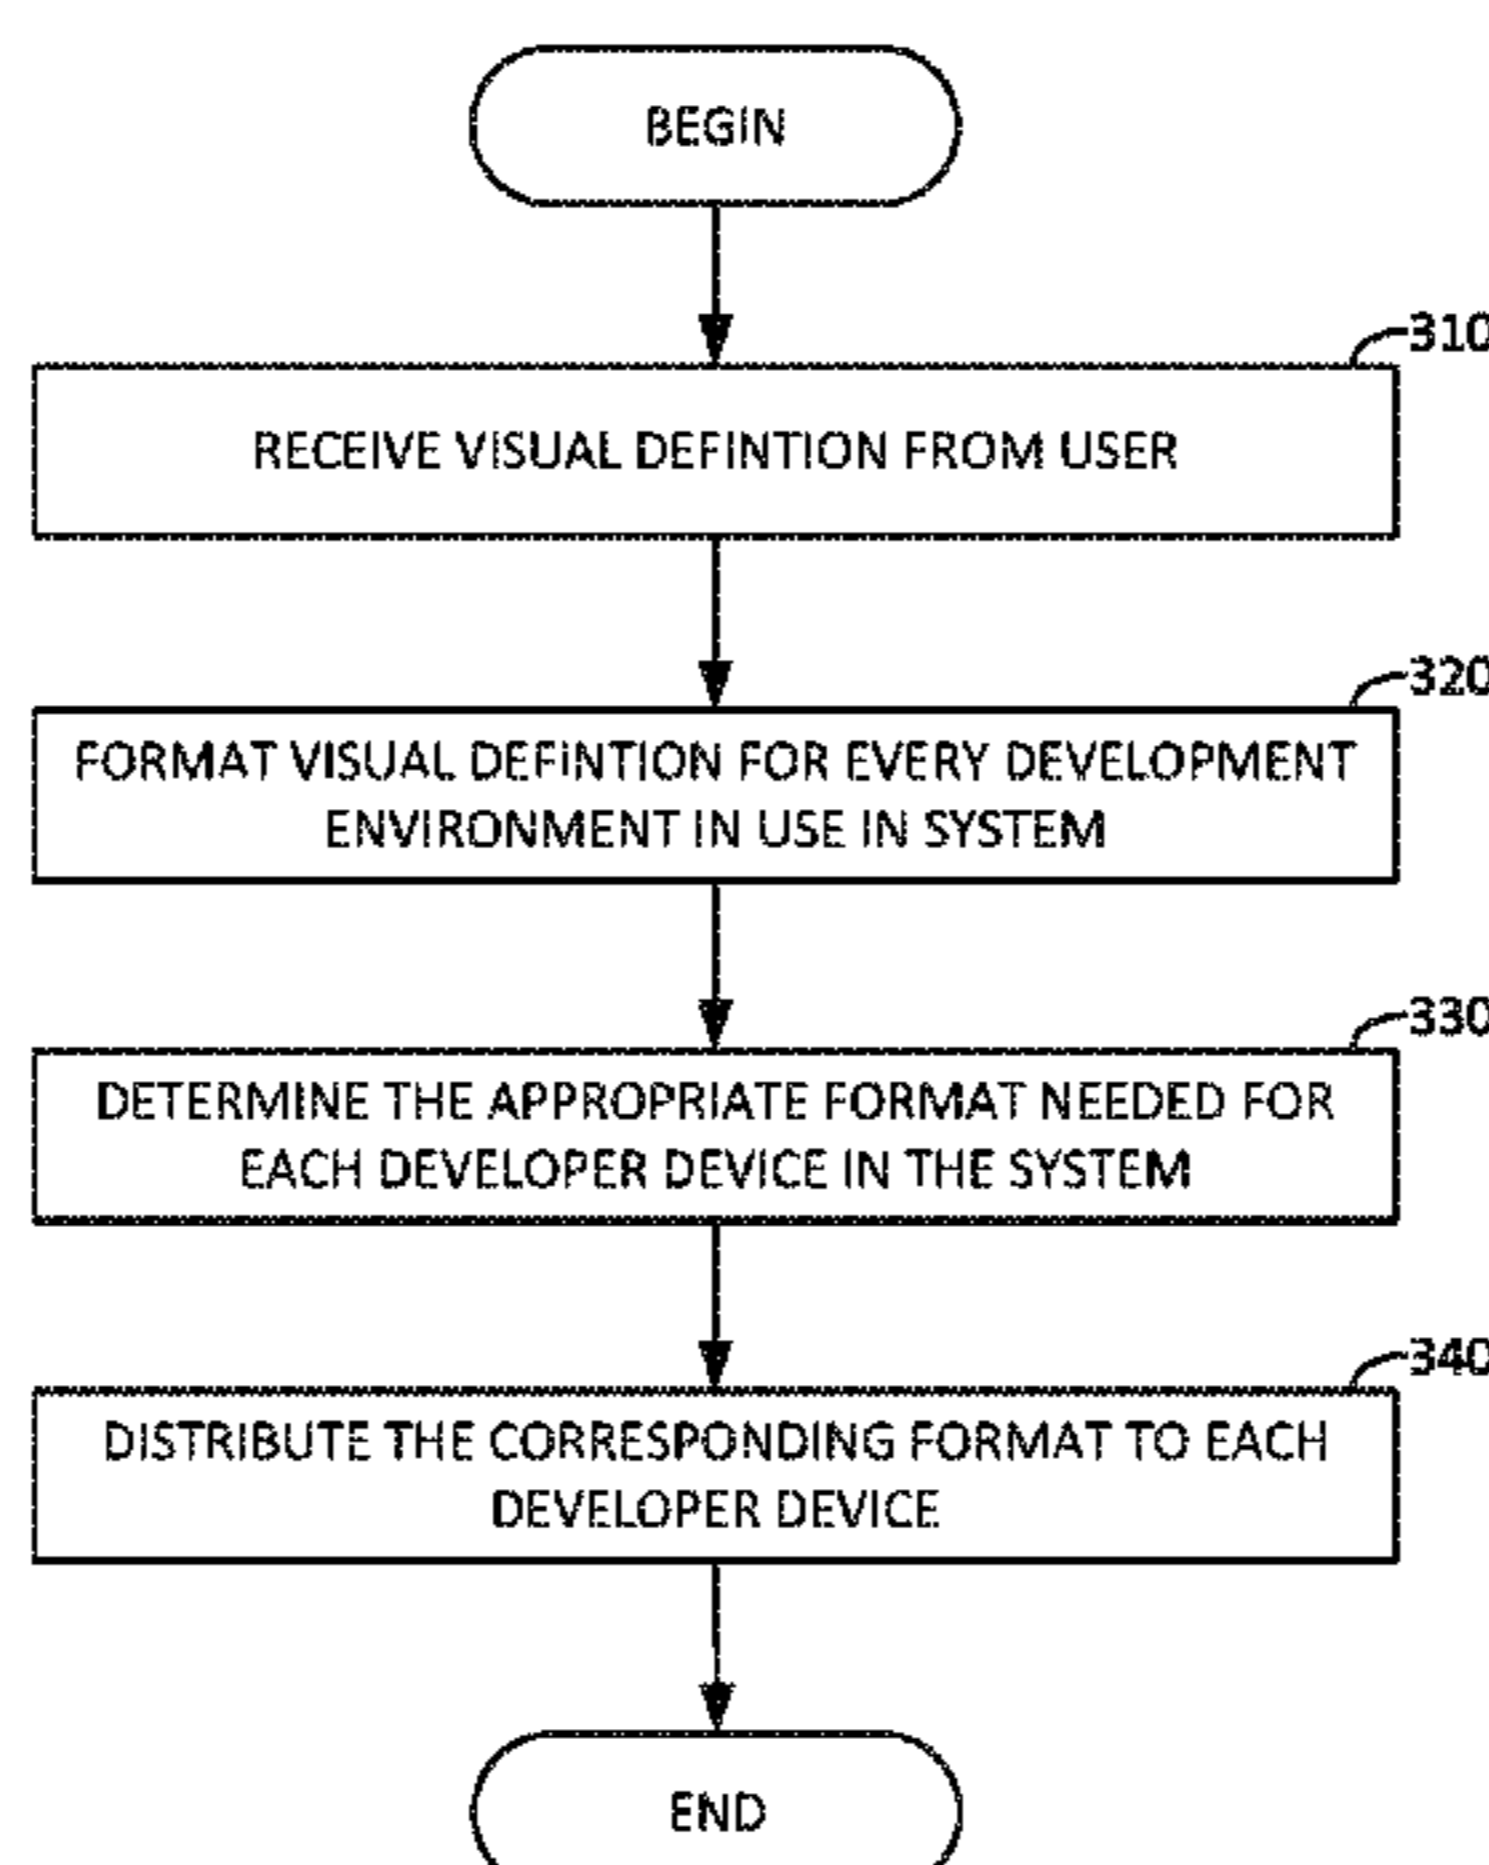 BEGIN
310
RECEIVE VISUAL DEFINTION FROM USER
320
FORMAT VISUAL DEFINTION FOR EVERY DEVELOPMENT
ENVIRONMENT IN USE IN SYSTEM
330
DETERMINE THE APPROPRIATE FORMAT NEEDED FOR
EACH DEVELOPER DEVICE IN THE SYSTEM
340
DISTRIBUTE THE CORRESPONDING FORMAT TO EACH
DEVELOPER DEVICE
END